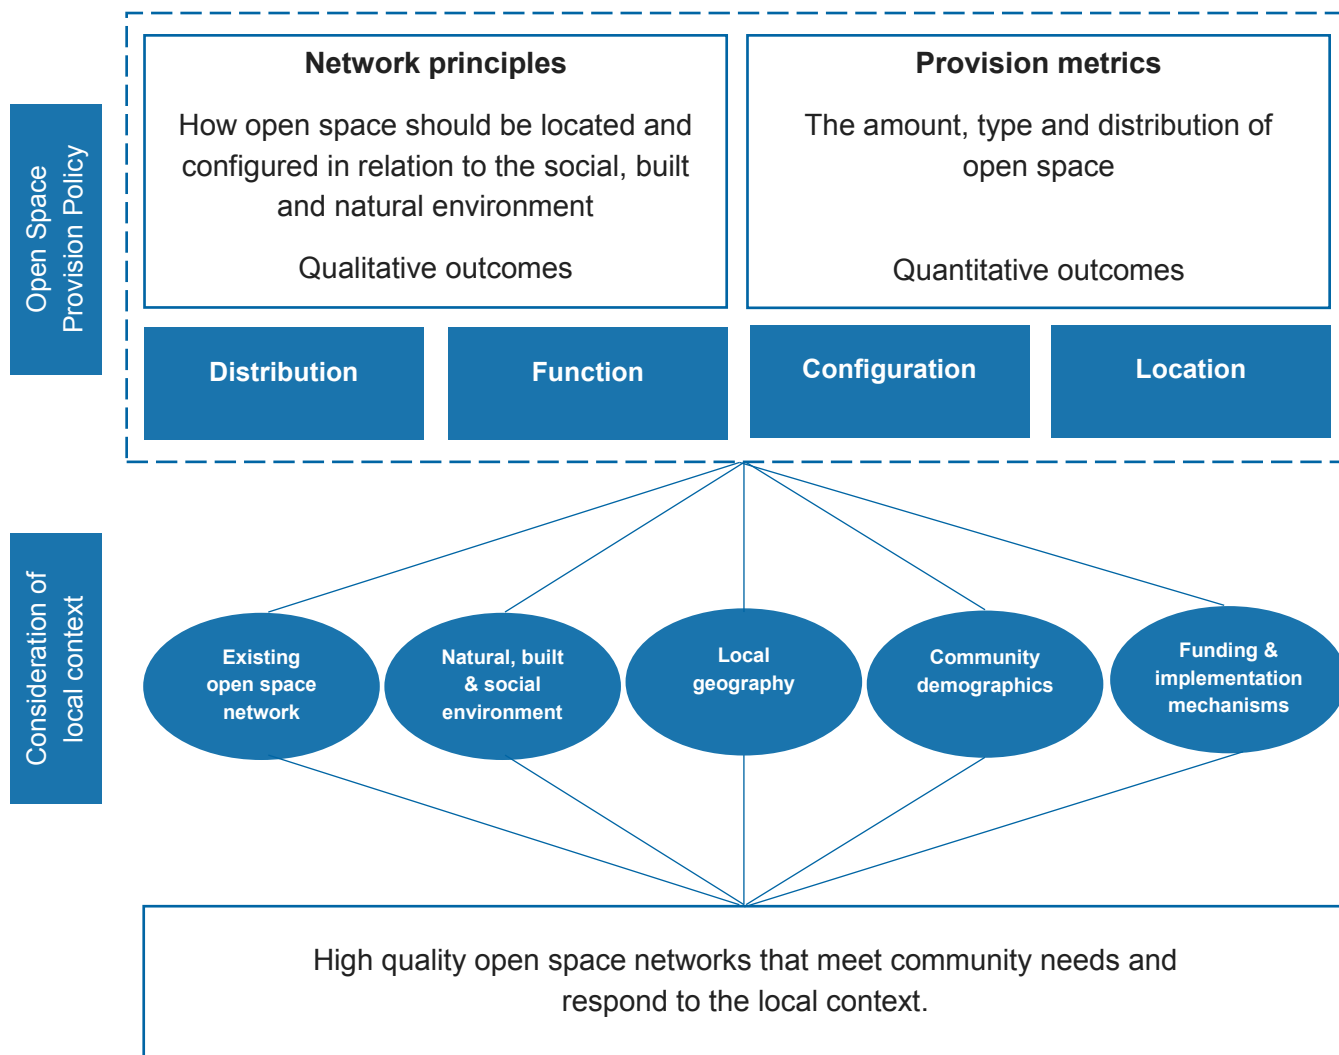 Open Space
Provision Policy
Network principles
How open space should be located and
configured in relation to the social, built
and natural environment
Qualitative outcomes
Provision metrics
The amount, type and distribution of
open space
Quantitative outcomes
Distribution
Function
Configuration
Location
Consideration of
local context
Existing
open space
network
Natural, built
& social
environment
Local
geography
Community
demographics
Funding &
implementation
mechanisms
High quality open space networks that meet community needs and
respond to the local context.